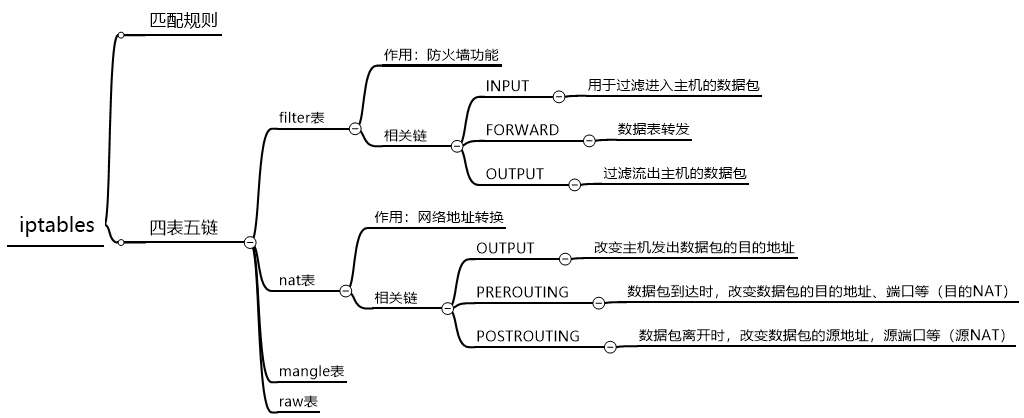 iptables
匹配规则
四表五链
filter表
作用：防火墙功能
相关链
INPUT
用于过滤进入主机的数据包
FORWARD
数据表转发
OUTPUT
过滤流出主机的数据包
nat表
作用：网络地址转换
相关链
OUTPUT
改变主机发出数据包的目的地址
PREROUTING
数据包到达时，改变数据包的目的地址、端口等（目的NAT）
POSTROUTING
数据包离开时，改变数据包的源地址，源端口等（源NAT）
mangle表
raw表